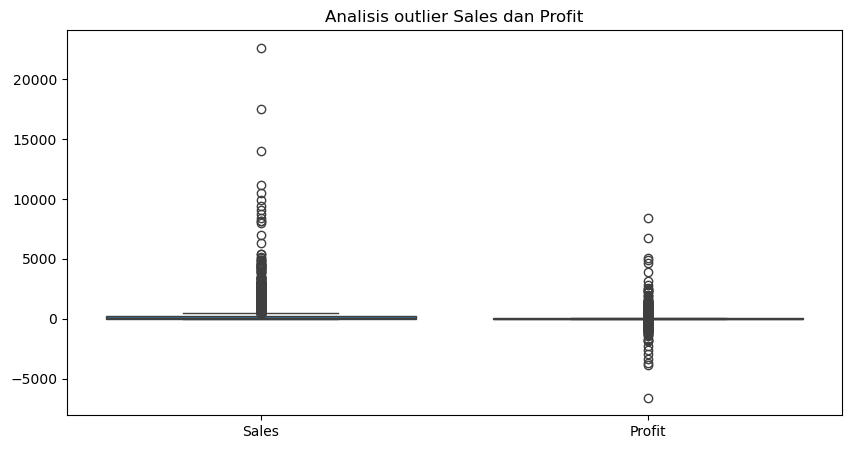 Analisis outlier Sales dan Profit
20000
15000
10000
5000
0
−5000
Sales
Profit